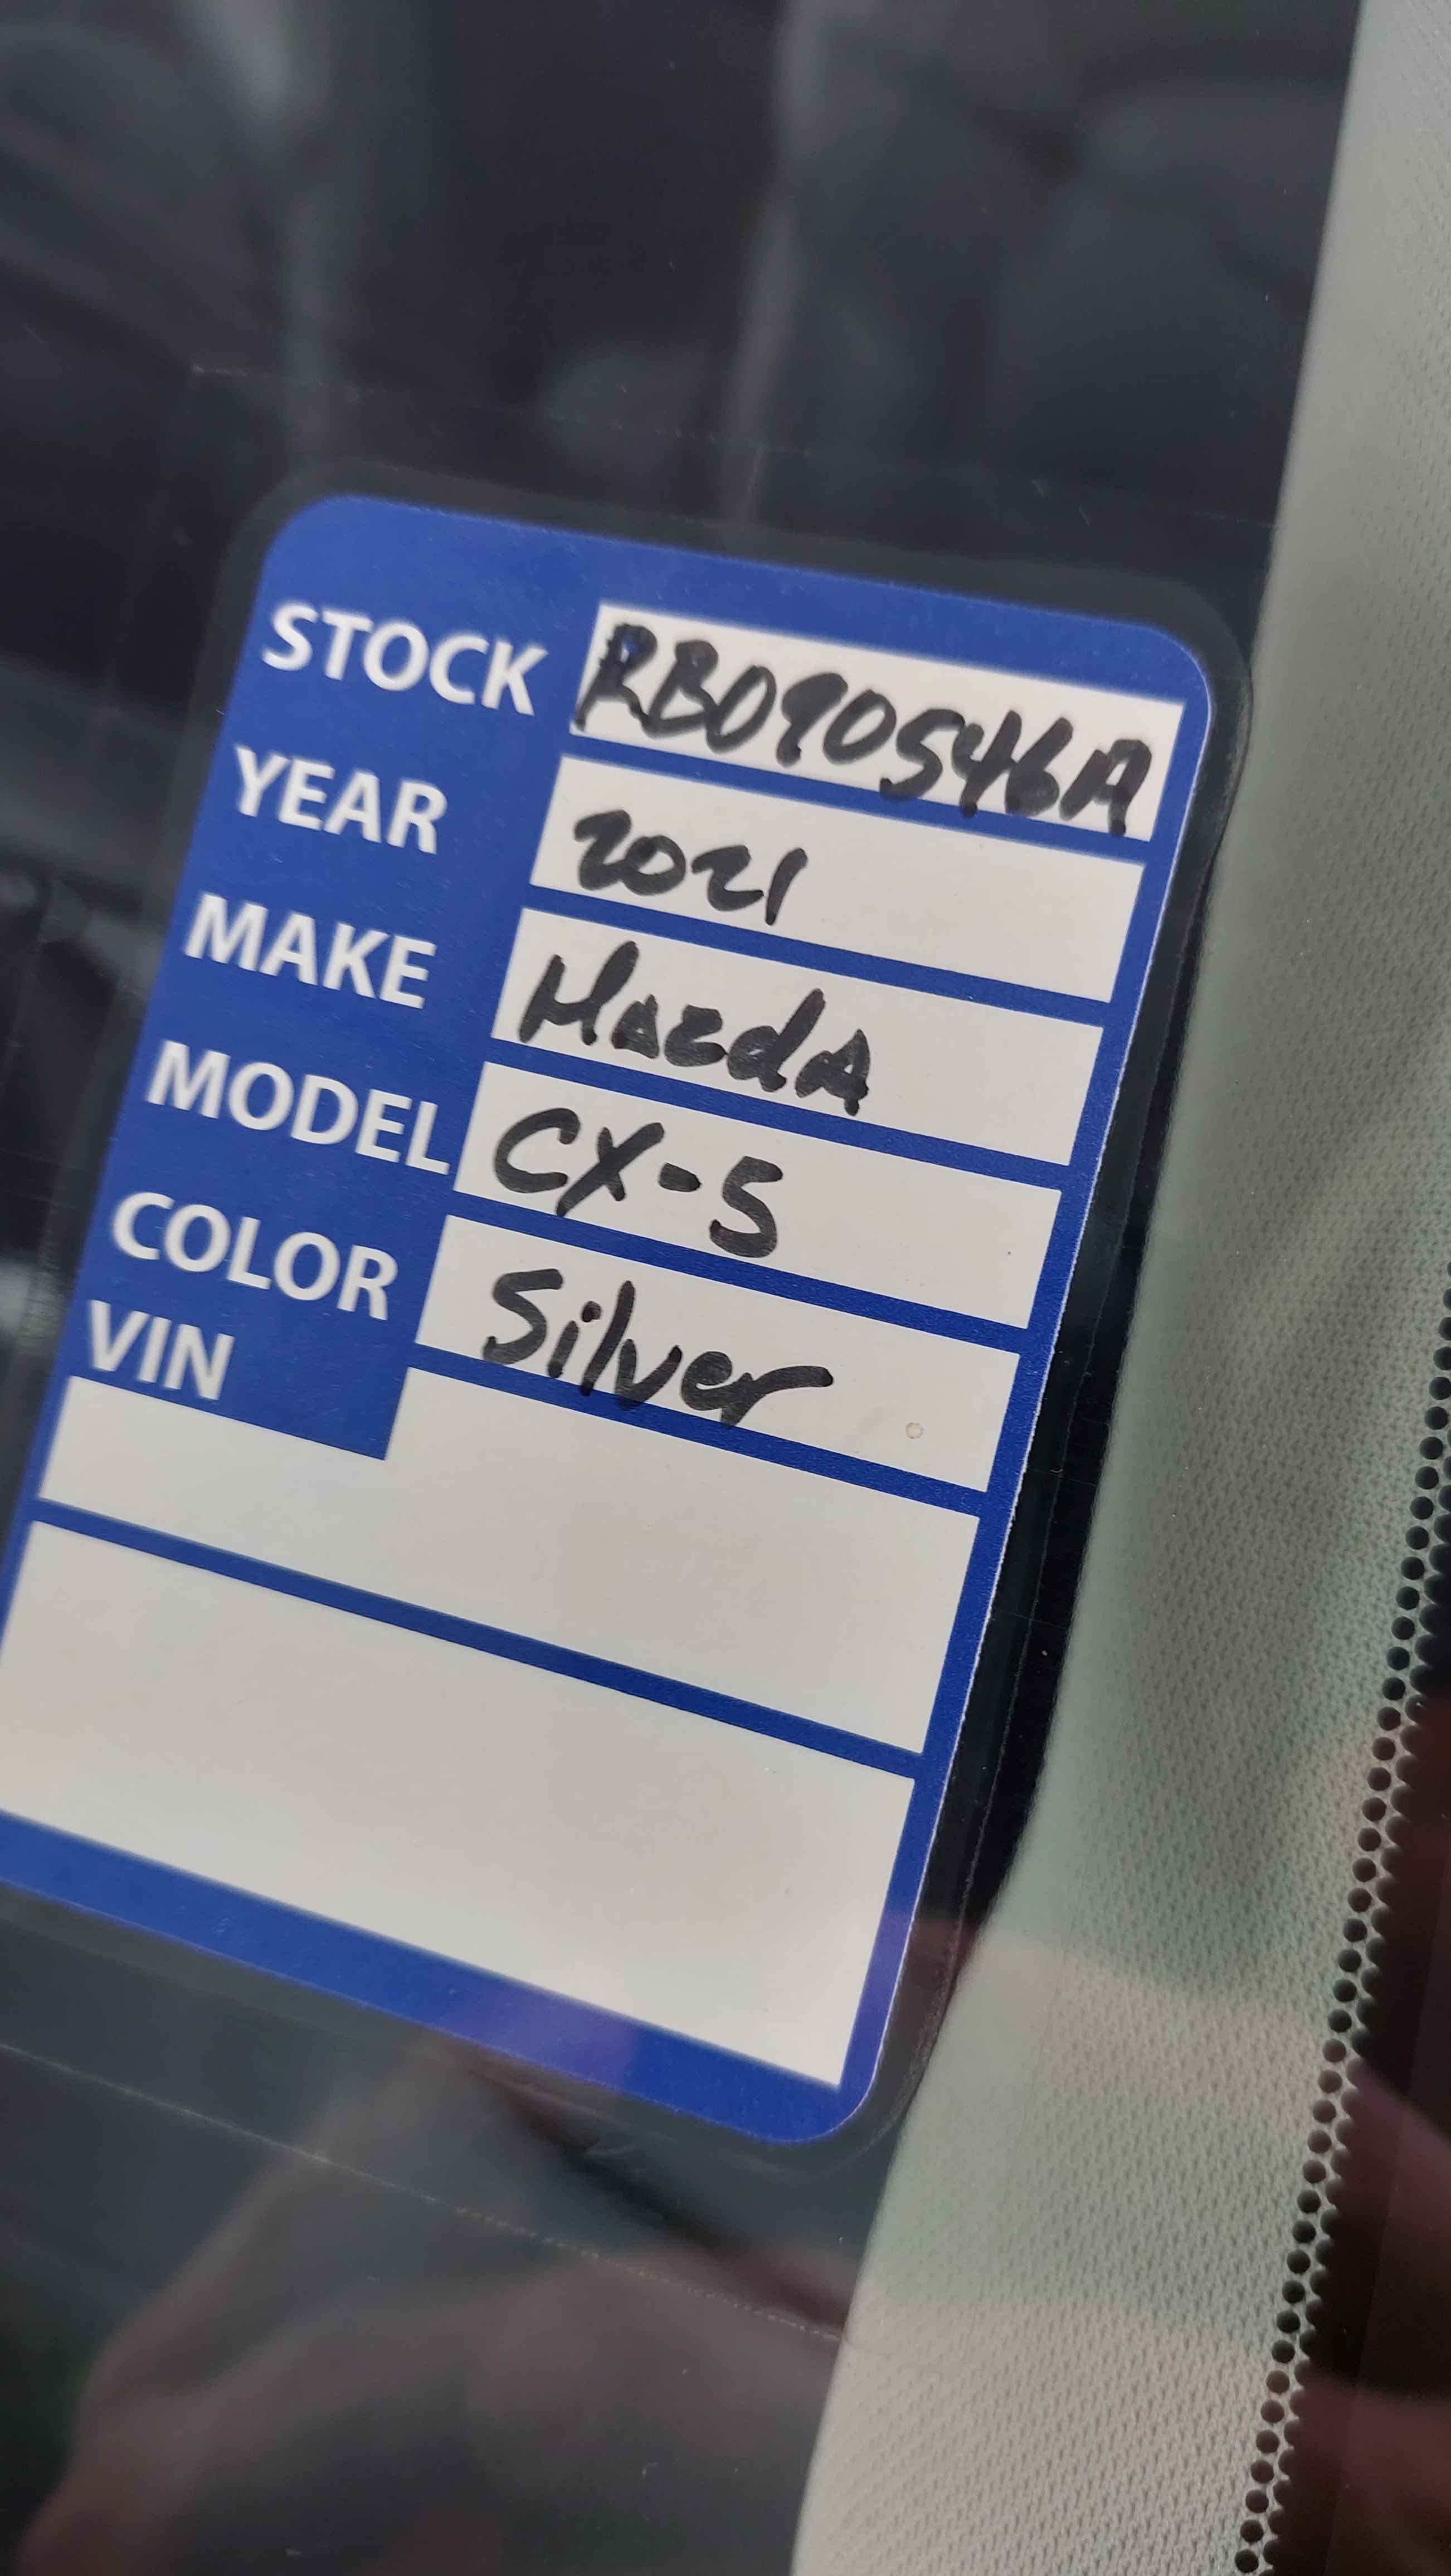 STOCK RB090546A
YEAR 2021
MAKE MazdA
MODEL CX-5
COLOR Silver
VIN